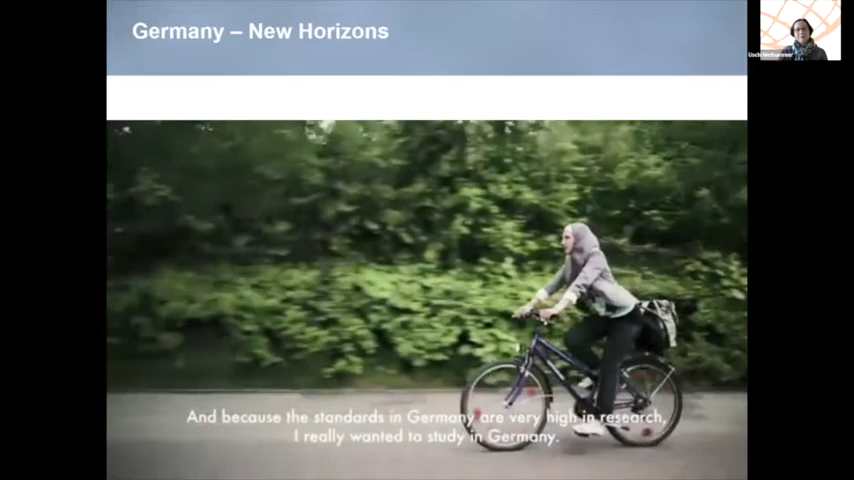 Germany – New Horizons
And because the standards in Germany are very high in research,
I really wanted to study in Germany.